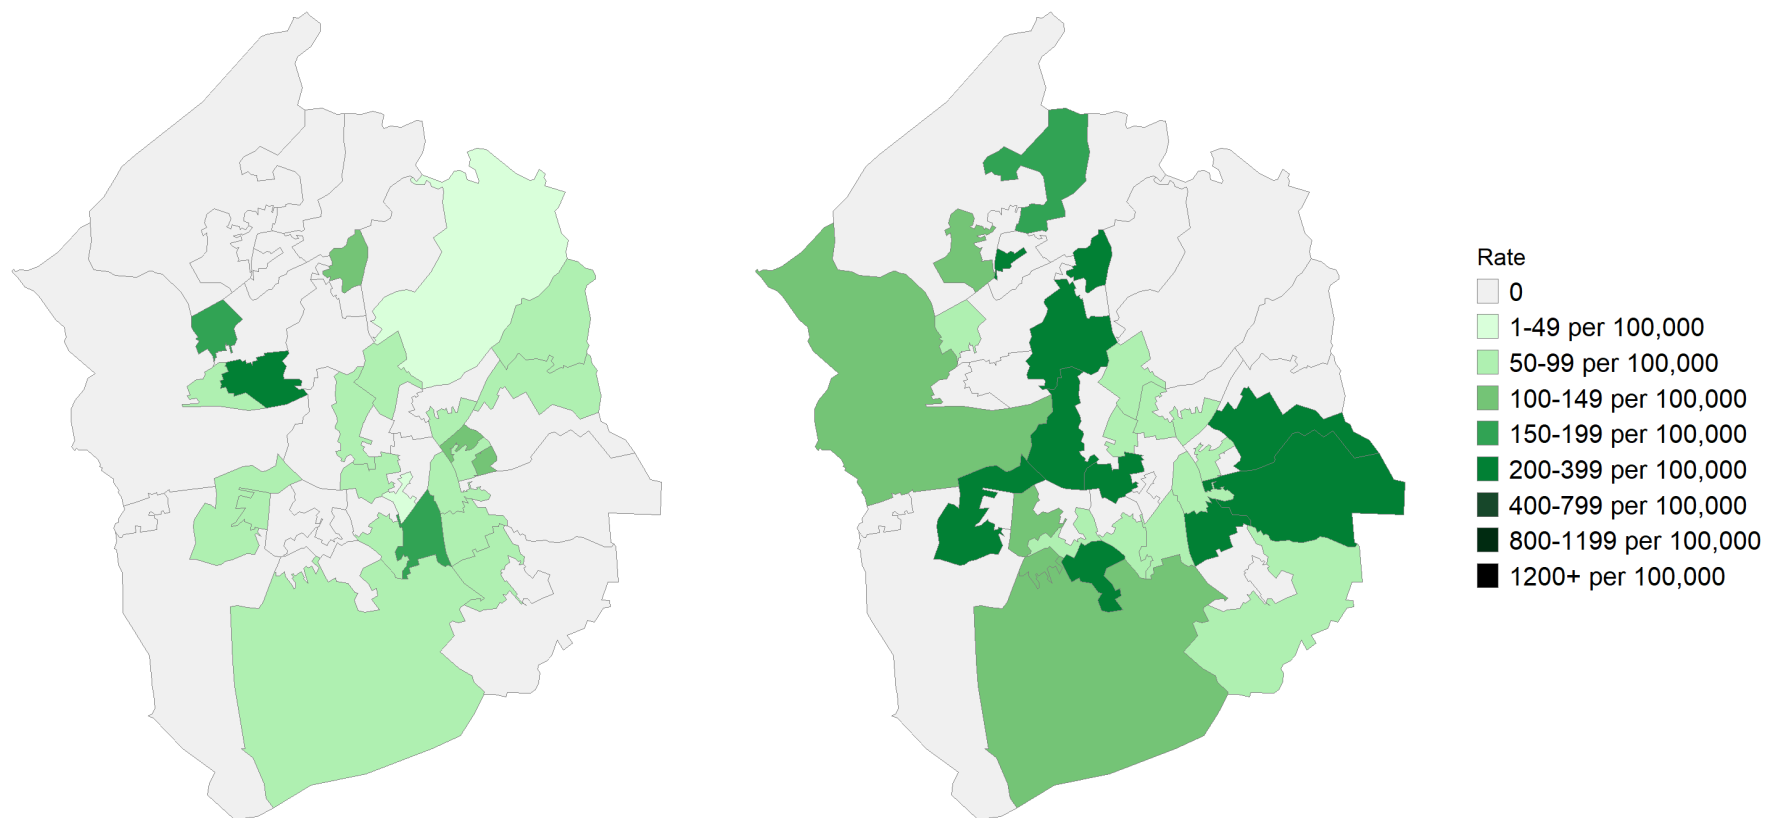 Rate
0
1-49 per 100,000
50-99 per 100,000
100-149 per 100,000
150-199 per 100,000
200-399 per 100,000
400-799 per 100,000
800-1199 per 100,000
1200+ per 100,000